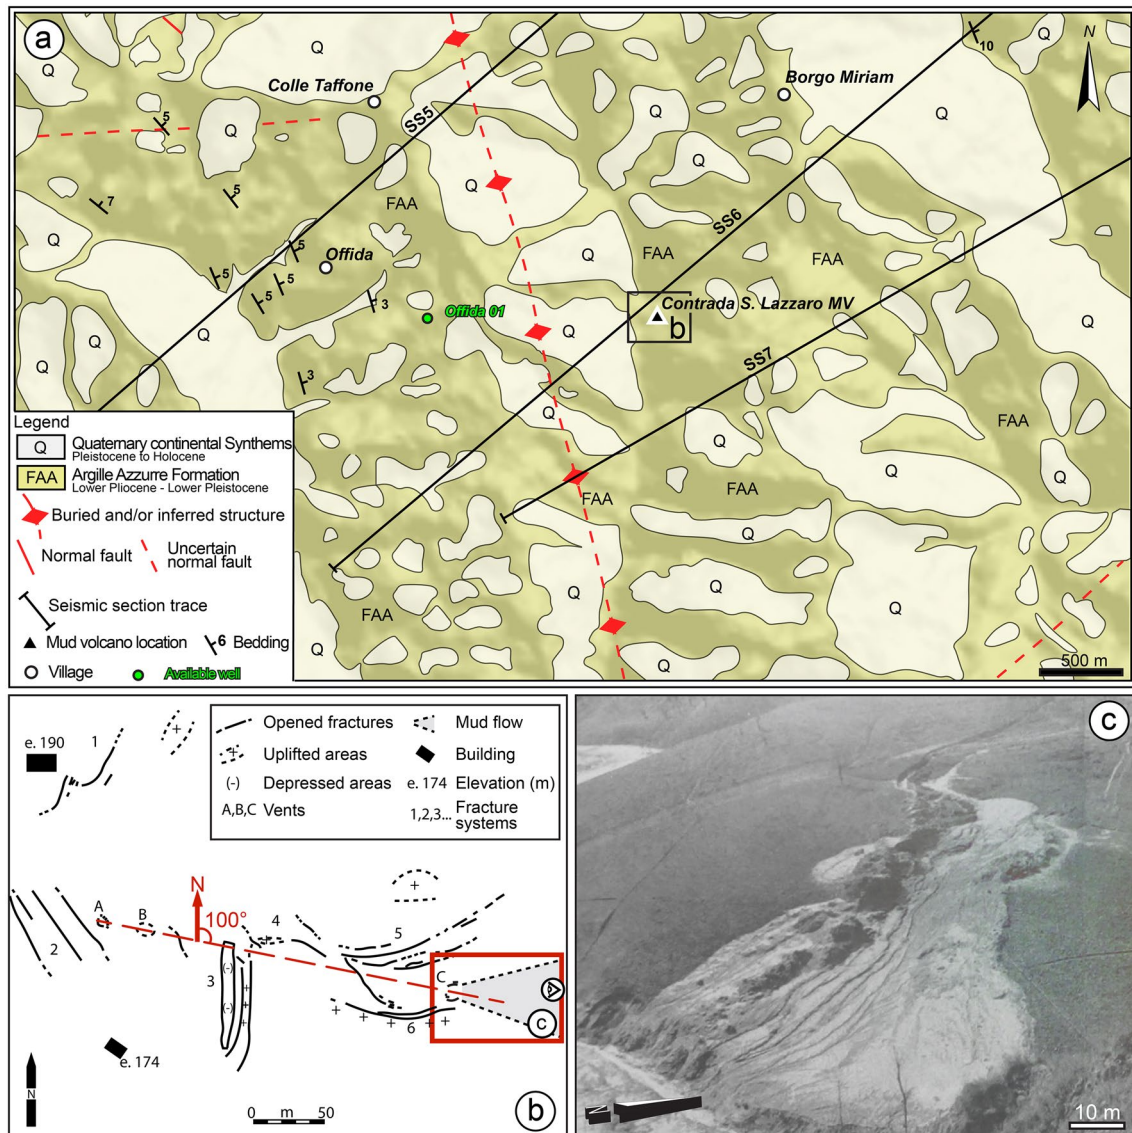 a
Q
Q
Q
Q
5
Colle Taffone
Q
SS5
Q
Borgo Miriam
10
N
Q
Q
5
7
FAA
Q
Q
Q
Q
5
Offida
5
5
5
3
Q
SS6
FAA
FAA
Q
Offida 01
Q
Contrada S. Lazzaro MV
b
SS7
Q
Q
Q
3
Q
Q
FAA
Q
FAA
FAA
Q
Q
Q
Q
Q
Q
FAA
Q
Q
Q
500 m
Legend
Q Quaternary continental Synthems
Pleistocene to Holocene
FAA Argille Azzurre Formation
Lower Pliocene - Lower Pleistocene
Buried and/or inferred structure
Normal fault
Uncertain
normal fault
Seismic section trace
Mud volcano location
6 Bedding
Village
Available well
e. 190
1
+
Opened fractures
Mud flow
+ Uplifted areas
Building
(-) Depressed areas
e. 174 Elevation (m)
A,B,C Vents
1,2,3... Fracture
systems
A
B
N
100°
2
3
(-)
(-)
+
+
+
4
+
5
+
C
6
+ + + + +
c
e. 174
N
0 m 50
b
c
N
10 m